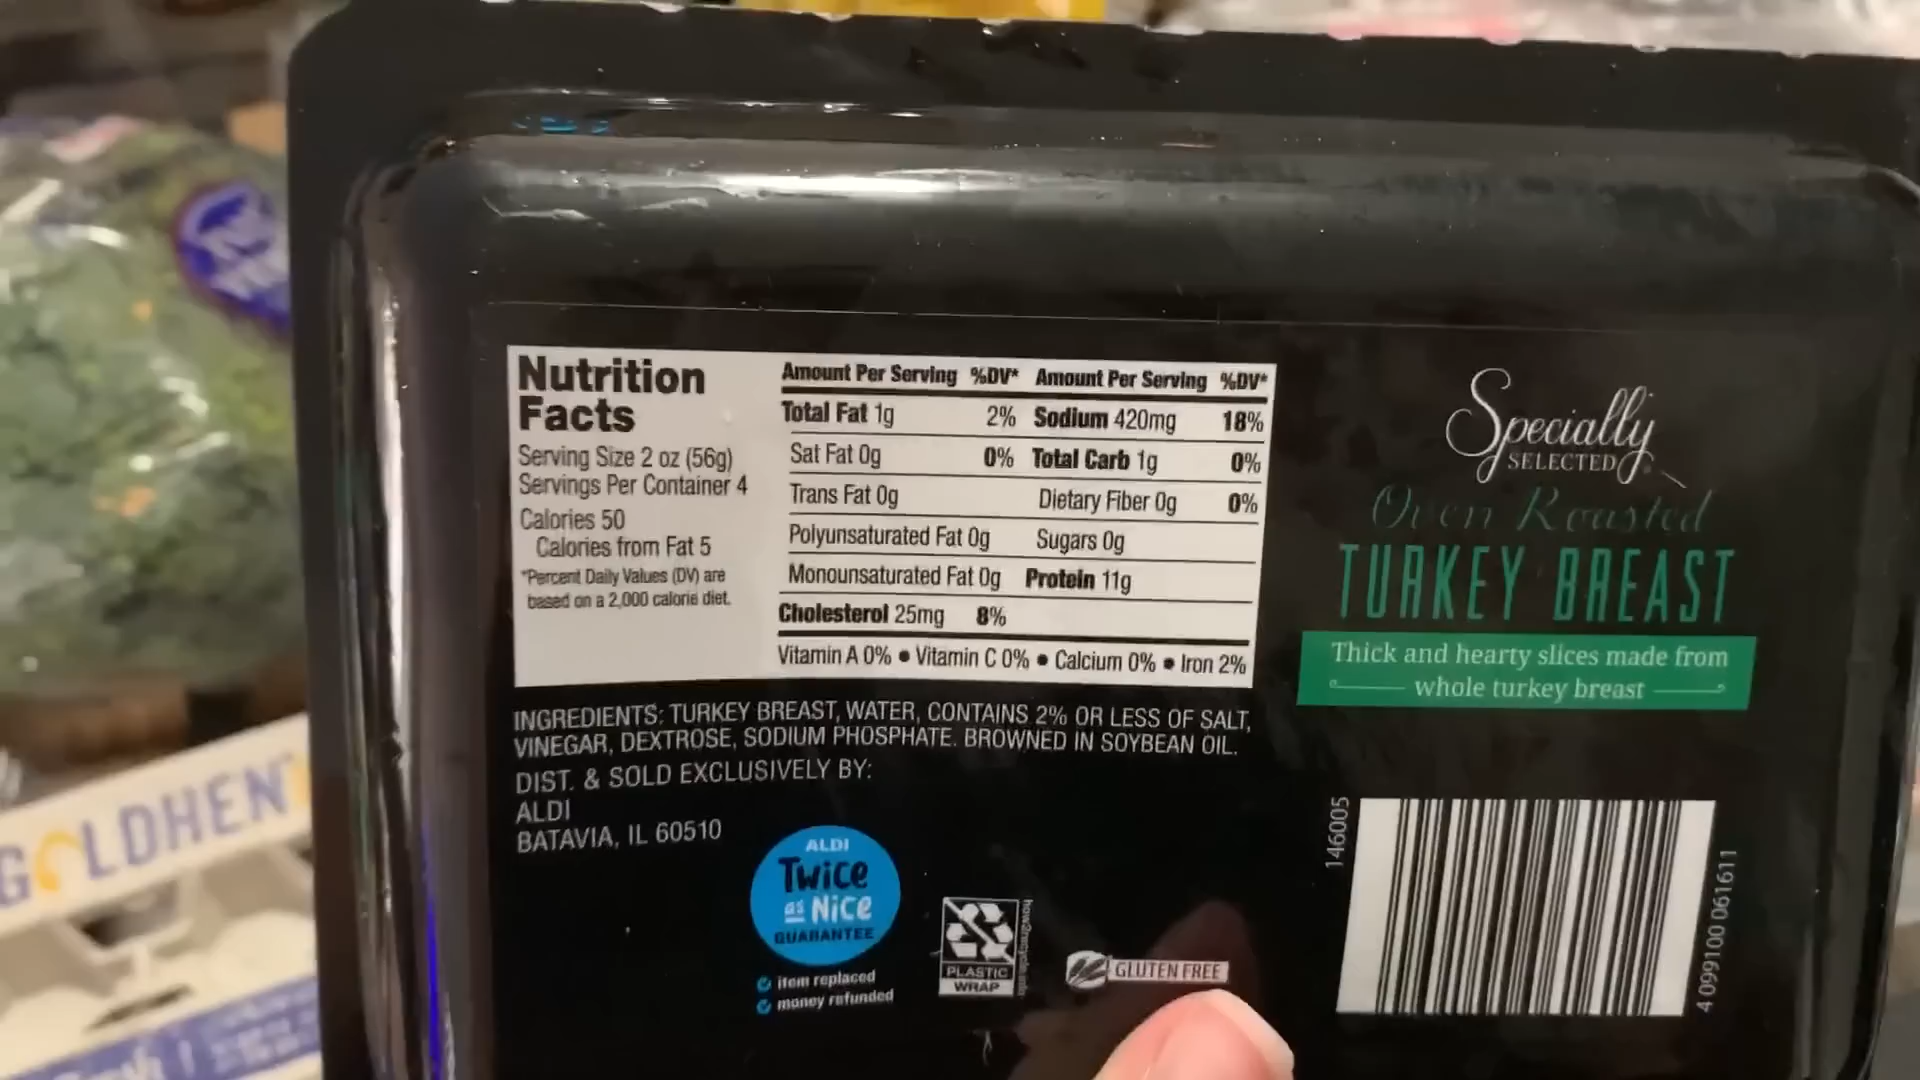 Nutrition
Facts
Serving Size 2 oz (56g)
Servings Per Container 4
Calories 50
Calories from Fat 5
*Percent Daily Values (DV) are
based on a 2,000 calorie diet.
Amount Per Serving %DV* Amount Per Serving %DV*
Total Fat 1g 2% Sodium 420mg 18%
Sat Fat 0g 0% Total Carb 1g 0%
Trans Fat 0g Dietary Fiber 0g 0%
Polyunsaturated Fat 0g Sugars 0g
Monounsaturated Fat 0g Protein 11g
Cholesterol 25mg 8%
Vitamin A 0% ● Vitamin C 0% ● Calcium 0% ● Iron 2%
INGREDIENTS: TURKEY BREAST, WATER, CONTAINS 2% OR LESS OF SALT,
VINEGAR, DEXTROSE, SODIUM PHOSPHATE. BROWNED IN SOYBEAN OIL.
DIST. & SOLD EXCLUSIVELY BY:
ALDI
BATAVIA, IL 60510
ALDI
Twice
as Nice
GUARANTEE
item replaced
money refunded
PLASTIC
WRAP
how2recycle.info
GLUTEN FREE
Specially
SELECTED
Oven Roasted
TURKEY BREAST
Thick and hearty slices made from
whole turkey breast
146005
4099100061611
GOLDHEN